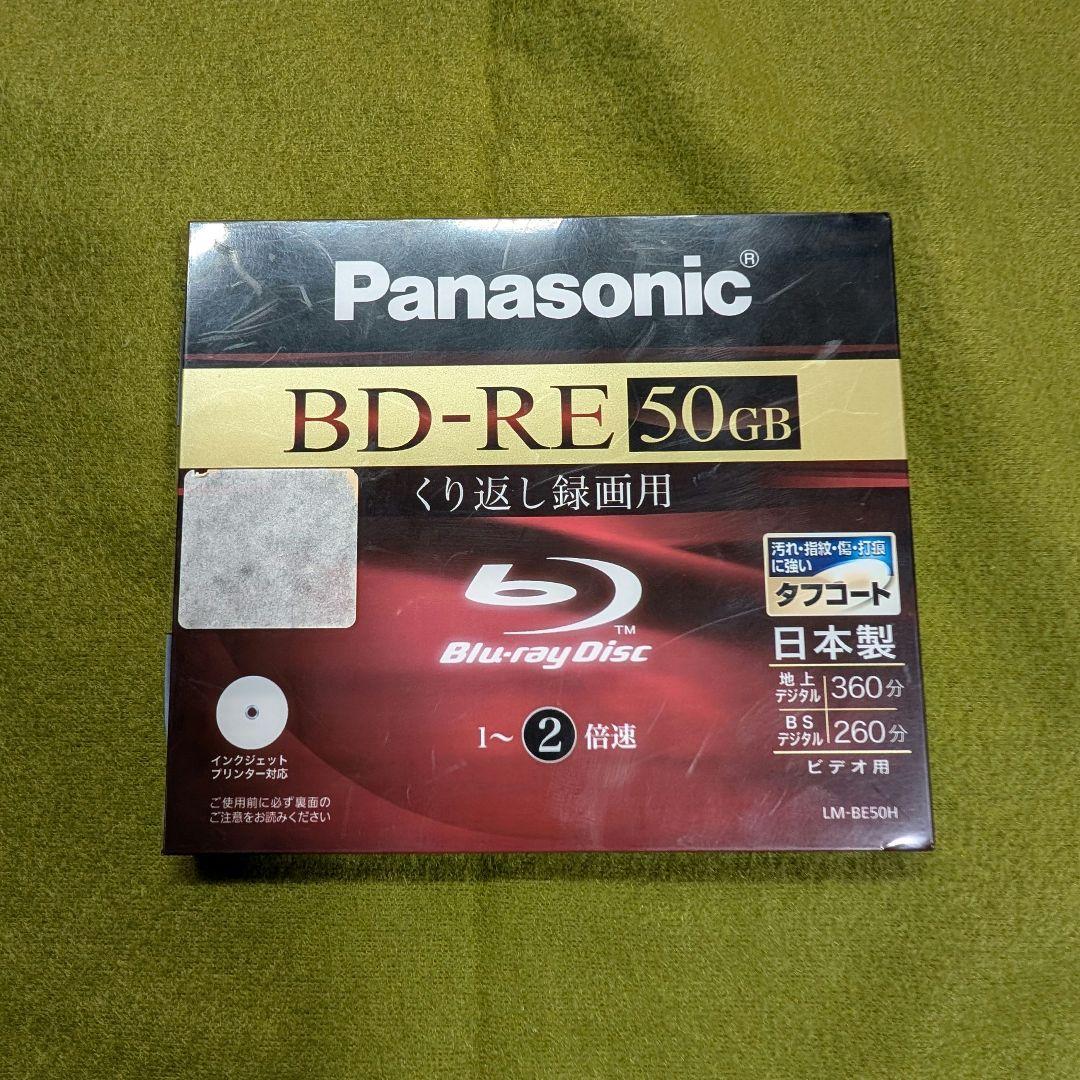 Panasonic®
BD-RE 50GB
くり返し録画用
汚れ・指紋・傷・打痕
に強い
タフコート
Blu-ray Disc™
日本製
地上
デジタル 360分
BS
デジタル 260分
ビデオ用
1〜2倍速
インクジェット
プリンター対応
ご使用前に必ず裏面の
ご注意をお読みください
LM-BE50H